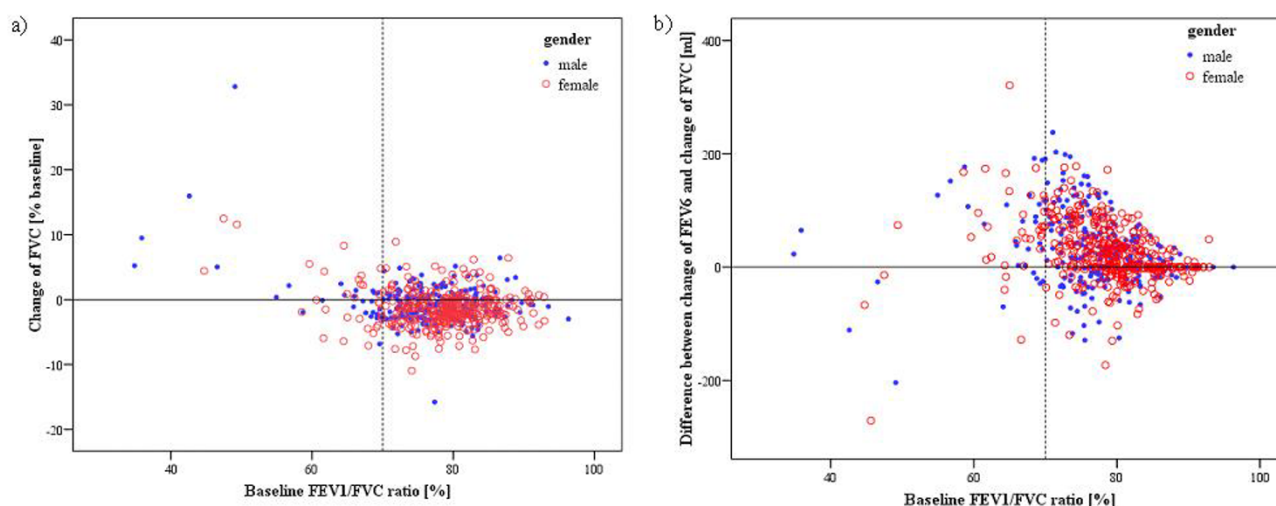 a)
gender
male
female
40
30
20
10
0
-10
-20
Change of FVC [% baseline]
40
60
80
100
Baseline FEV1/FVC ratio [%]
b)
gender
male
female
400
200
0
-200
Difference between change of FEV6 and change of FVC [ml]
40
60
80
100
Baseline FEV1/FVC ratio [%]